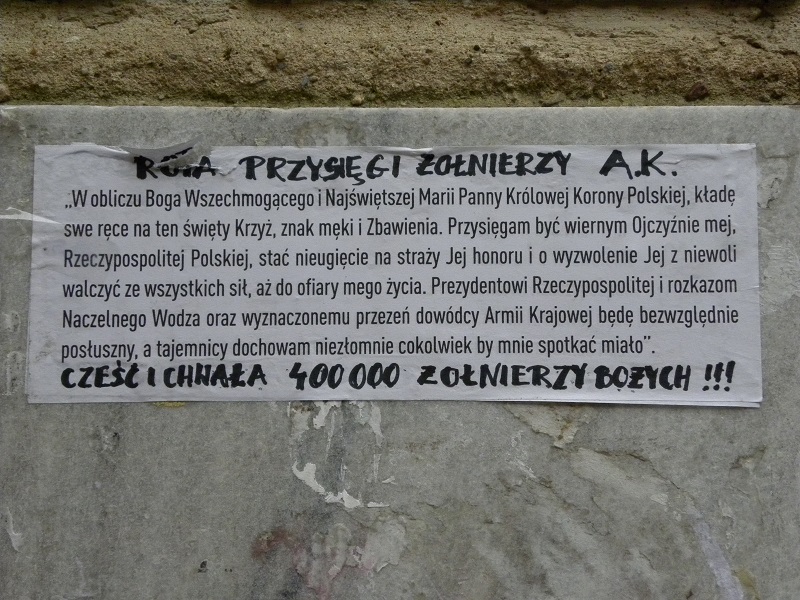 ROTA PRZYSIĘGI ŻOŁNIERZY A.K.
„W obliczu Boga Wszechmogącego i Najświętszej Marii Panny Królowej Korony Polskiej, kładę
swe ręce na ten święty Krzyż, znak męki i Zbawienia. Przysięgam być wiernym Ojczyźnie mej,
Rzeczypospolitej Polskiej, stać nieugięcie na straży Jej honoru i o wyzwolenie Jej z niewoli
walczyć ze wszystkich sił, aż do ofiary mego życia. Prezydentowi Rzeczypospolitej i rozkazom
Naczelnego Wodza oraz wyznaczonemu przezeń dowódcy Armii Krajowej będę bezwzględnie
posłuszny, a tajemnicy dochowam niezłomnie cokolwiek by mnie spotkać miało”.
CZEŚĆ I CHWAŁA 400 000 ŻOŁNIERZY BOŻYCH !!!